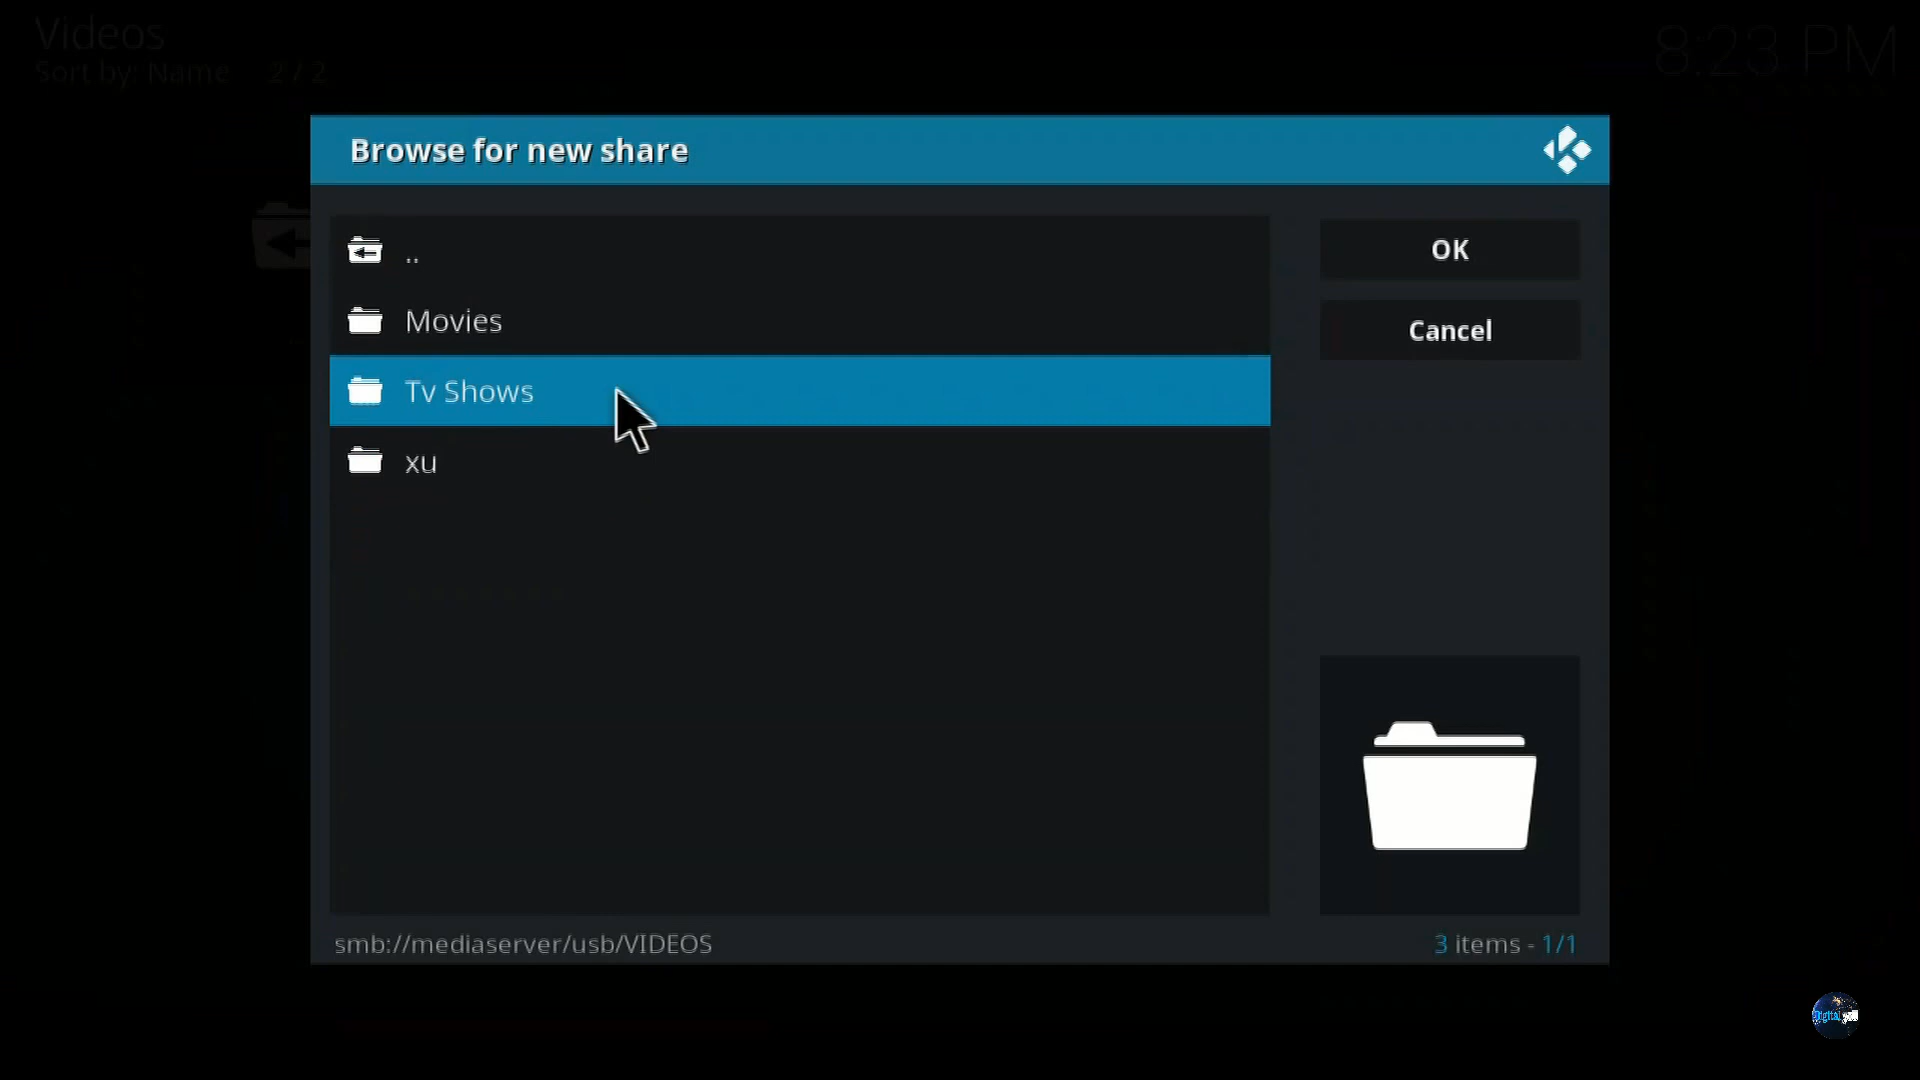 Videos
Sort by: Name 2 / 2
8:23 PM
Browse for new share
..
Movies
Tv Shows
xu
OK
Cancel
smb://mediaserver/usb/VIDEOS
3 items - 1/1